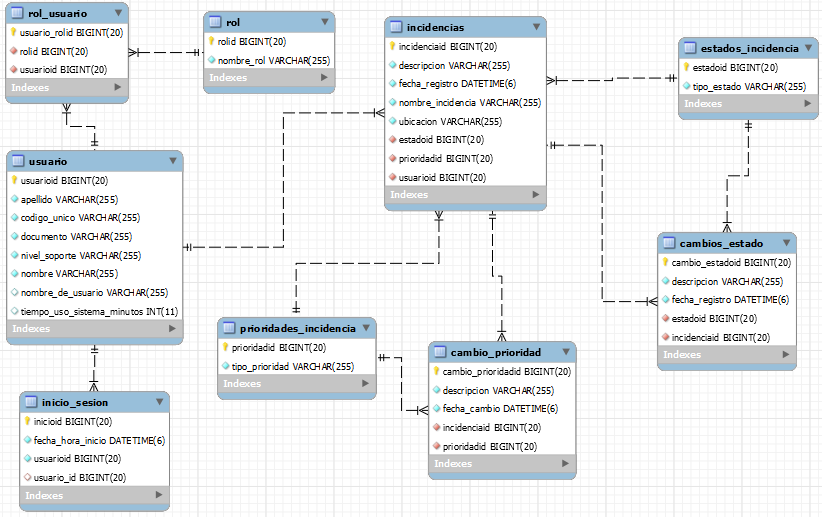 rol_usuario
usuario_rolid BIGINT(20)
rolid BIGINT(20)
usuarioid BIGINT(20)
Indexes
rol
rolid BIGINT(20)
nombre_rol VARCHAR(255)
Indexes
incidencias
incidenciaid BIGINT(20)
descripcion VARCHAR(255)
fecha_registro DATETIME(6)
nombre_incidencia VARCHAR(255)
ubicacion VARCHAR(255)
estadoid BIGINT(20)
prioridadid BIGINT(20)
usuarioid BIGINT(20)
Indexes
estados_incidencia
estadoid BIGINT(20)
tipo_estado VARCHAR(255)
Indexes
usuario
usuarioid BIGINT(20)
apellido VARCHAR(255)
codigo_unico VARCHAR(255)
documento VARCHAR(255)
nivel_soporte VARCHAR(255)
nombre VARCHAR(255)
nombre_de_usuario VARCHAR(255)
tiempo_uso_sistema_minutos INT(11)
Indexes
cambios_estado
cambio_estadoid BIGINT(20)
descripcion VARCHAR(255)
fecha_registro DATETIME(6)
estadoid BIGINT(20)
incidenciaid BIGINT(20)
Indexes
prioridades_incidencia
prioridadid BIGINT(20)
tipo_prioridad VARCHAR(255)
Indexes
cambio_prioridad
cambio_prioridadid BIGINT(20)
descripcion VARCHAR(255)
fecha_cambio DATETIME(6)
incidenciaid BIGINT(20)
prioridadid BIGINT(20)
Indexes
inicio_sesion
inicioid BIGINT(20)
fecha_hora_inicio DATETIME(6)
usuarioid BIGINT(20)
usuario_id BIGINT(20)
Indexes